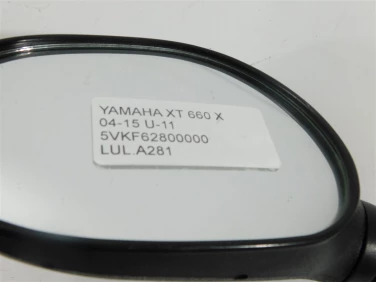 YAMAHA XT 660 X
04-15 U-11
5VKF62800000
LUL.A281